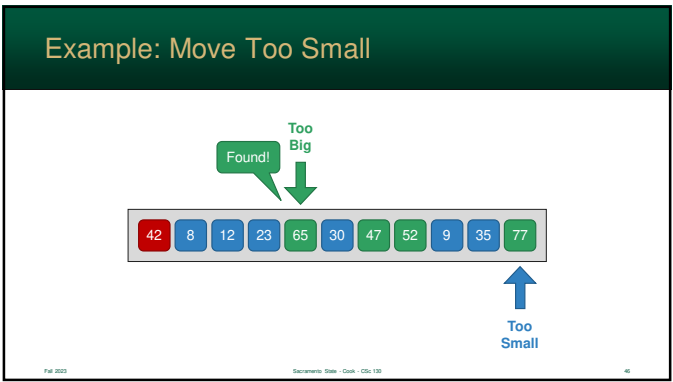 Example: Move Too Small
Too
Big
Found!
42 8 12 23 65 30 47 52 9 35 77
Too
Small
Fall 2023
Sacramento State - Cook - CSc 130
46